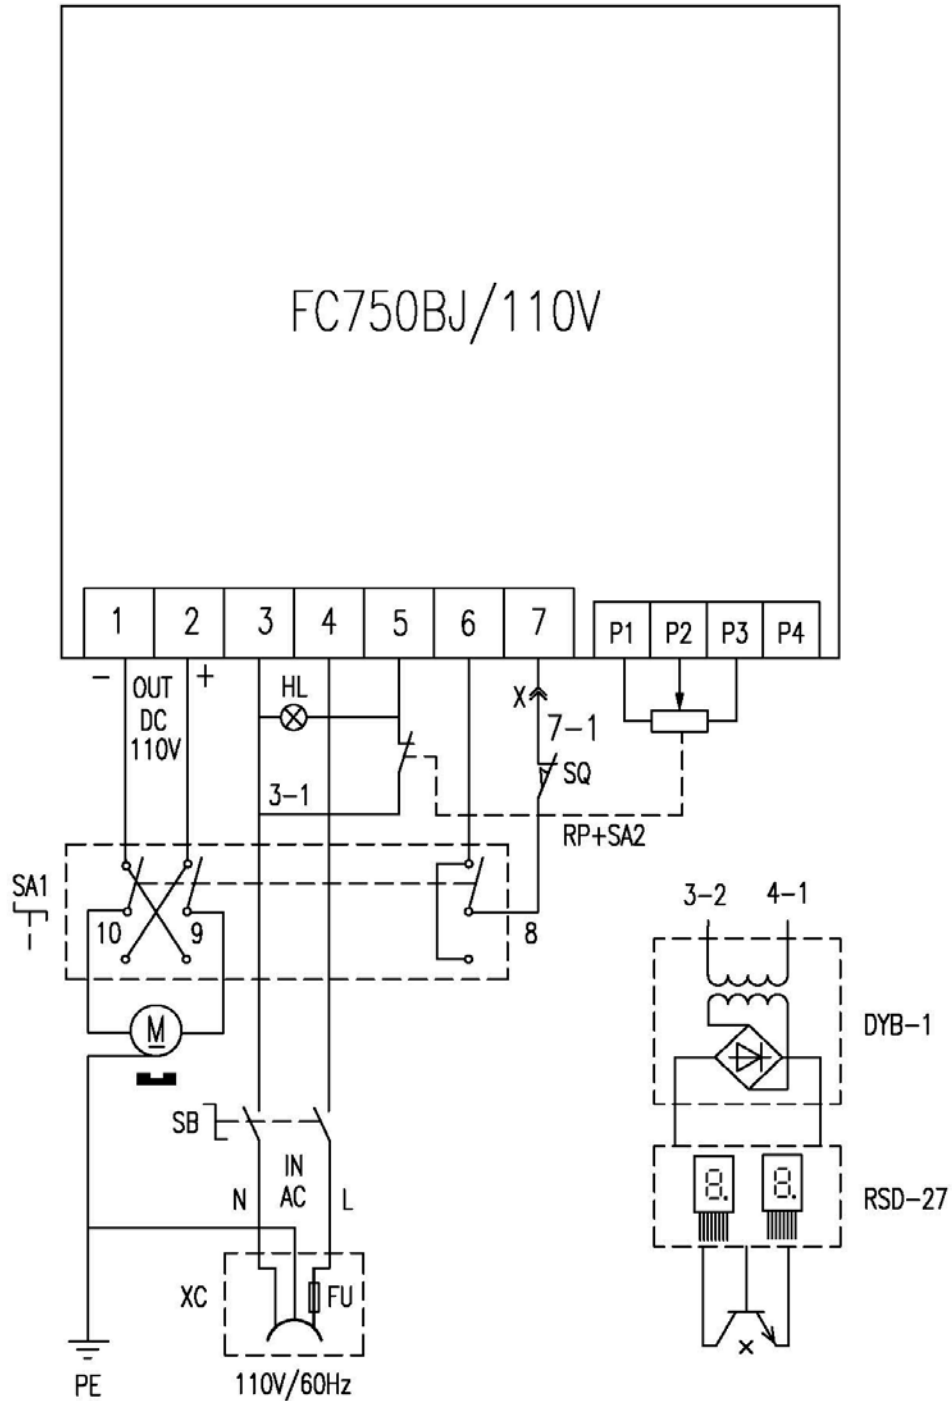 FC750BJ/110V
1 2 3 4 5 6 7
P1 P2 P3 P4
-
+
OUT
DC
110V
HL
X
7-1
SQ
3-1
RP+SA2
SA1
10
9
8
3-2
4-1
M
DYB-1
SB
IN
AC
N
L
8.
8.
RSD-27
XC
FU
PE
110V/60Hz
×